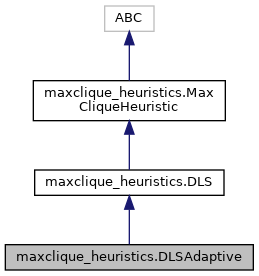 ABC
maxclique_heuristics.Max
CliqueHeuristic
maxclique_heuristics.DLS
maxclique_heuristics.DLSAdaptive